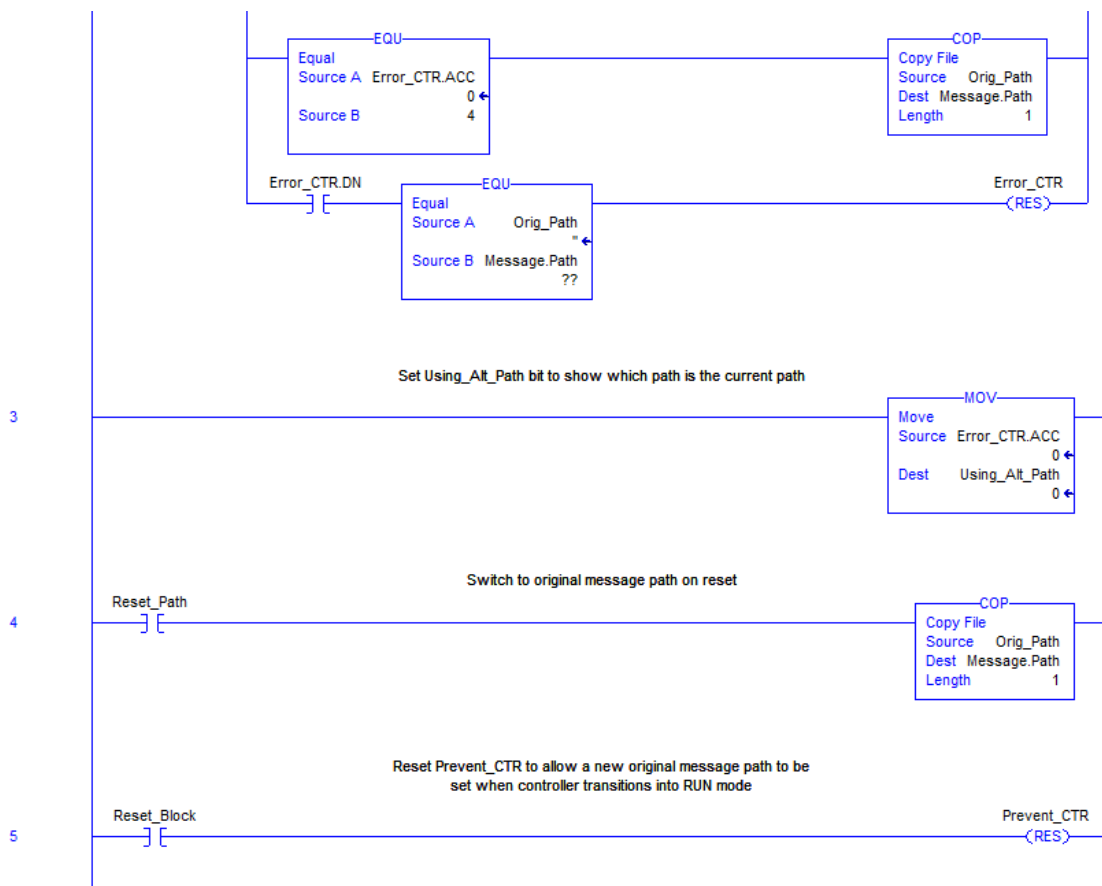 EQU
Equal
Source A Error_CTR.ACC
0
Source B 4
COP
Copy File
Source Orig_Path
Dest Message.Path
Length 1
Error_CTR.DN
EQU
Equal
Source A Orig_Path
''
Source B Message.Path
??
Error_CTR
RES
Set Using_Alt_Path bit to show which path is the current path
3
MOV
Move
Source Error_CTR.ACC
0
Dest Using_Alt_Path
0
Switch to original message path on reset
4
Reset_Path
COP
Copy File
Source Orig_Path
Dest Message.Path
Length 1
Reset Prevent_CTR to allow a new original message path to be
set when controller transitions into RUN mode
5
Reset_Block
Prevent_CTR
RES